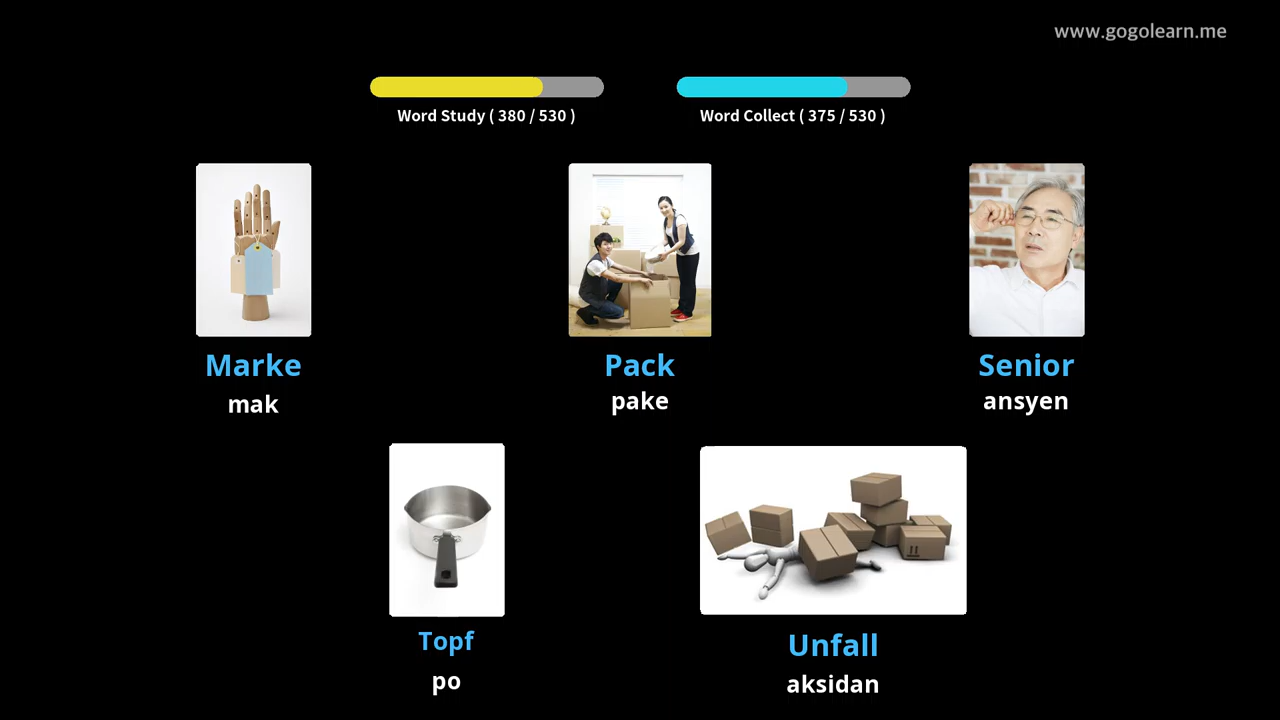 www.gogolearn.me
Word Study ( 380 / 530 )
Word Collect ( 375 / 530 )
Marke
mak
Pack
pake
Senior
ansyen
Topf
po
Unfall
aksidan